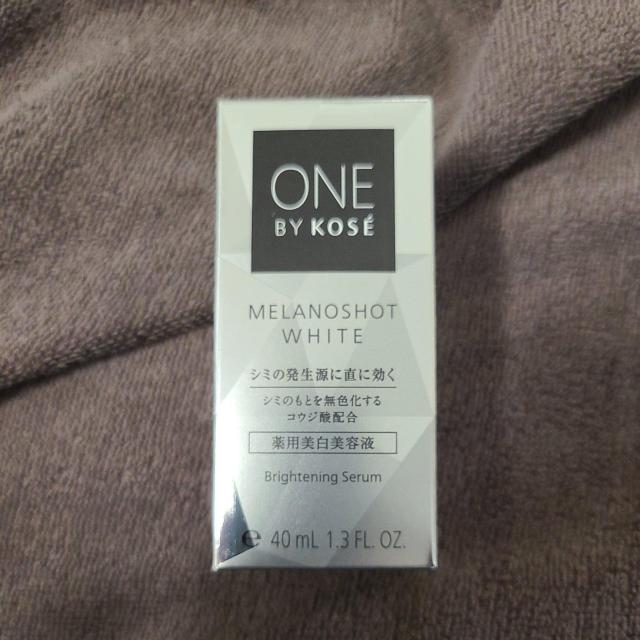 ONE
BY KOSÉ
MELANOSHOT
WHITE
シミの発生源に直に効く
シミのもとを無色化する
コウジ酸配合
薬用美白美容液
Brightening Serum
℮ 40 mL 1.3 FL. OZ.